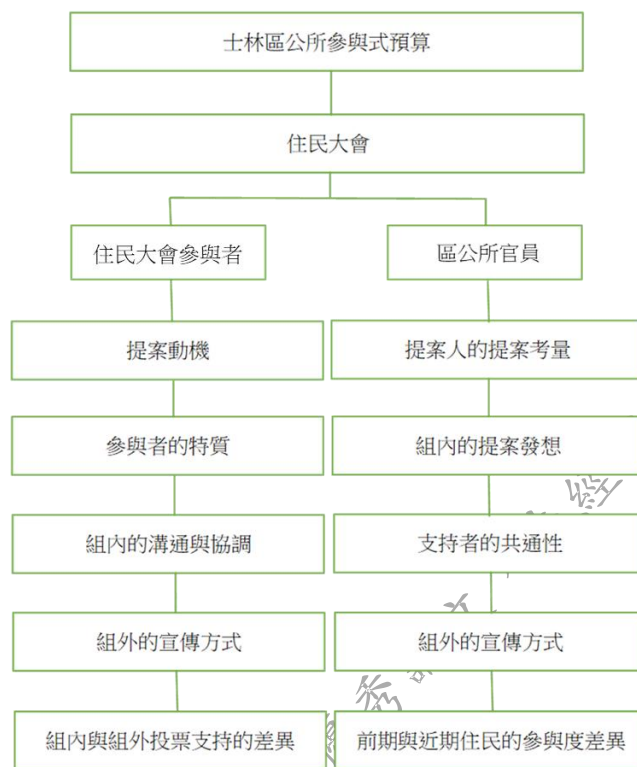 士林區公所參與式預算
住民大會
住民大會參與者
區公所官員
提案動機
提案人的提案考量
參與者的特質
組內的提案發想
組內的溝通與協調
支持者的共通性
組外的宣傳方式
組外的宣傳方式
組內與組外投票支持的差異
前期與近期住民的參與度差異